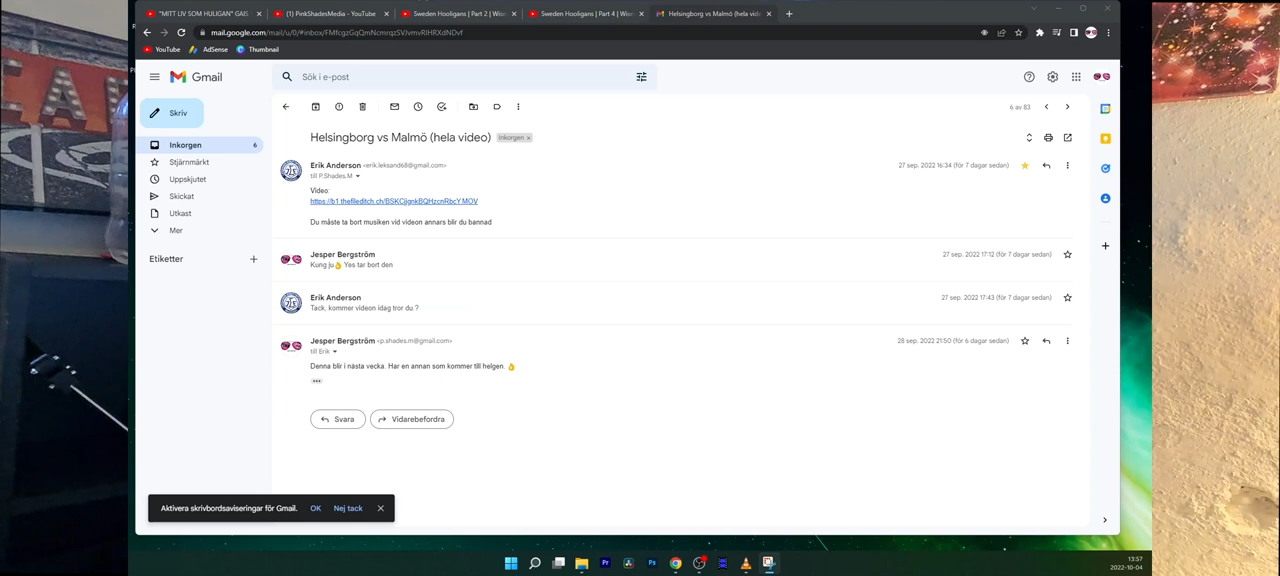 "MITT LIV SOM HULIGAN" GAIS
(1) PinkShadesMedia - YouTube
Sweden Hooligans | Part 2 | Wise
Sweden Hooligans | Part 4 | Wise
Helsingborg vs Malmö (hela vide
mail.google.com/mail/u/0/#inbox/FMfcgzGqQmNcmrqzSVJvmvRlHRXdNDvf
YouTube
AdSense
Thumbnail
Gmail
Sök i e-post
Skriv
6 av 83
Helsingborg vs Malmö (hela video)
Inkorgen ×
Inkorgen 6
Stjärnmärkt
Uppskjutet
Skickat
Utkast
Mer
Etiketter
Erik Anderson <erik.leksand68@gmail.com>
27 sep. 2022 16:34 (för 7 dagar sedan)
till P.Shades.M
Video:
https://b1.thefileditch.ch/BSKCjjgnkBQHzcnRbcY.MOV
Du måste ta bort musiken vid videon annars blir du bannad
Jesper Bergström
27 sep. 2022 17:12 (för 7 dagar sedan)
Kung ju👌 Yes tar bort den
Erik Anderson
27 sep. 2022 17:43 (för 7 dagar sedan)
Tack, kommer videon idag tror du ?
Jesper Bergström <p.shades.m@gmail.com>
28 sep. 2022 21:50 (för 6 dagar sedan)
till Erik
Denna blir i nästa vecka. Har en annan som kommer till helgen. 👌
Svara
Vidarebefordra
Aktivera skrivbordsaviseringar för Gmail.
OK
Nej tack
13:57
2022-10-04